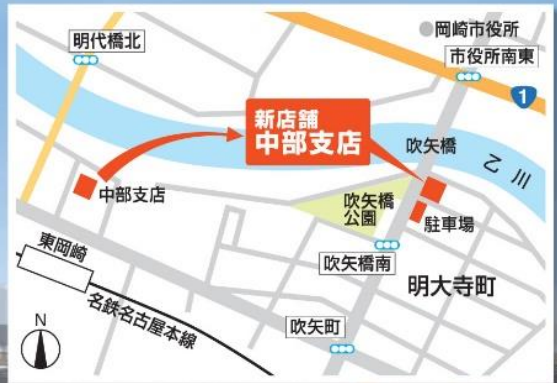 岡崎市役所
明代橋北
市役所南東
1
新店舗
中部支店
吹矢橋
乙川
中部支店
吹矢橋
公園
駐車場
東岡崎
吹矢橋南
明大寺町
名鉄名古屋本線
吹矢町
N